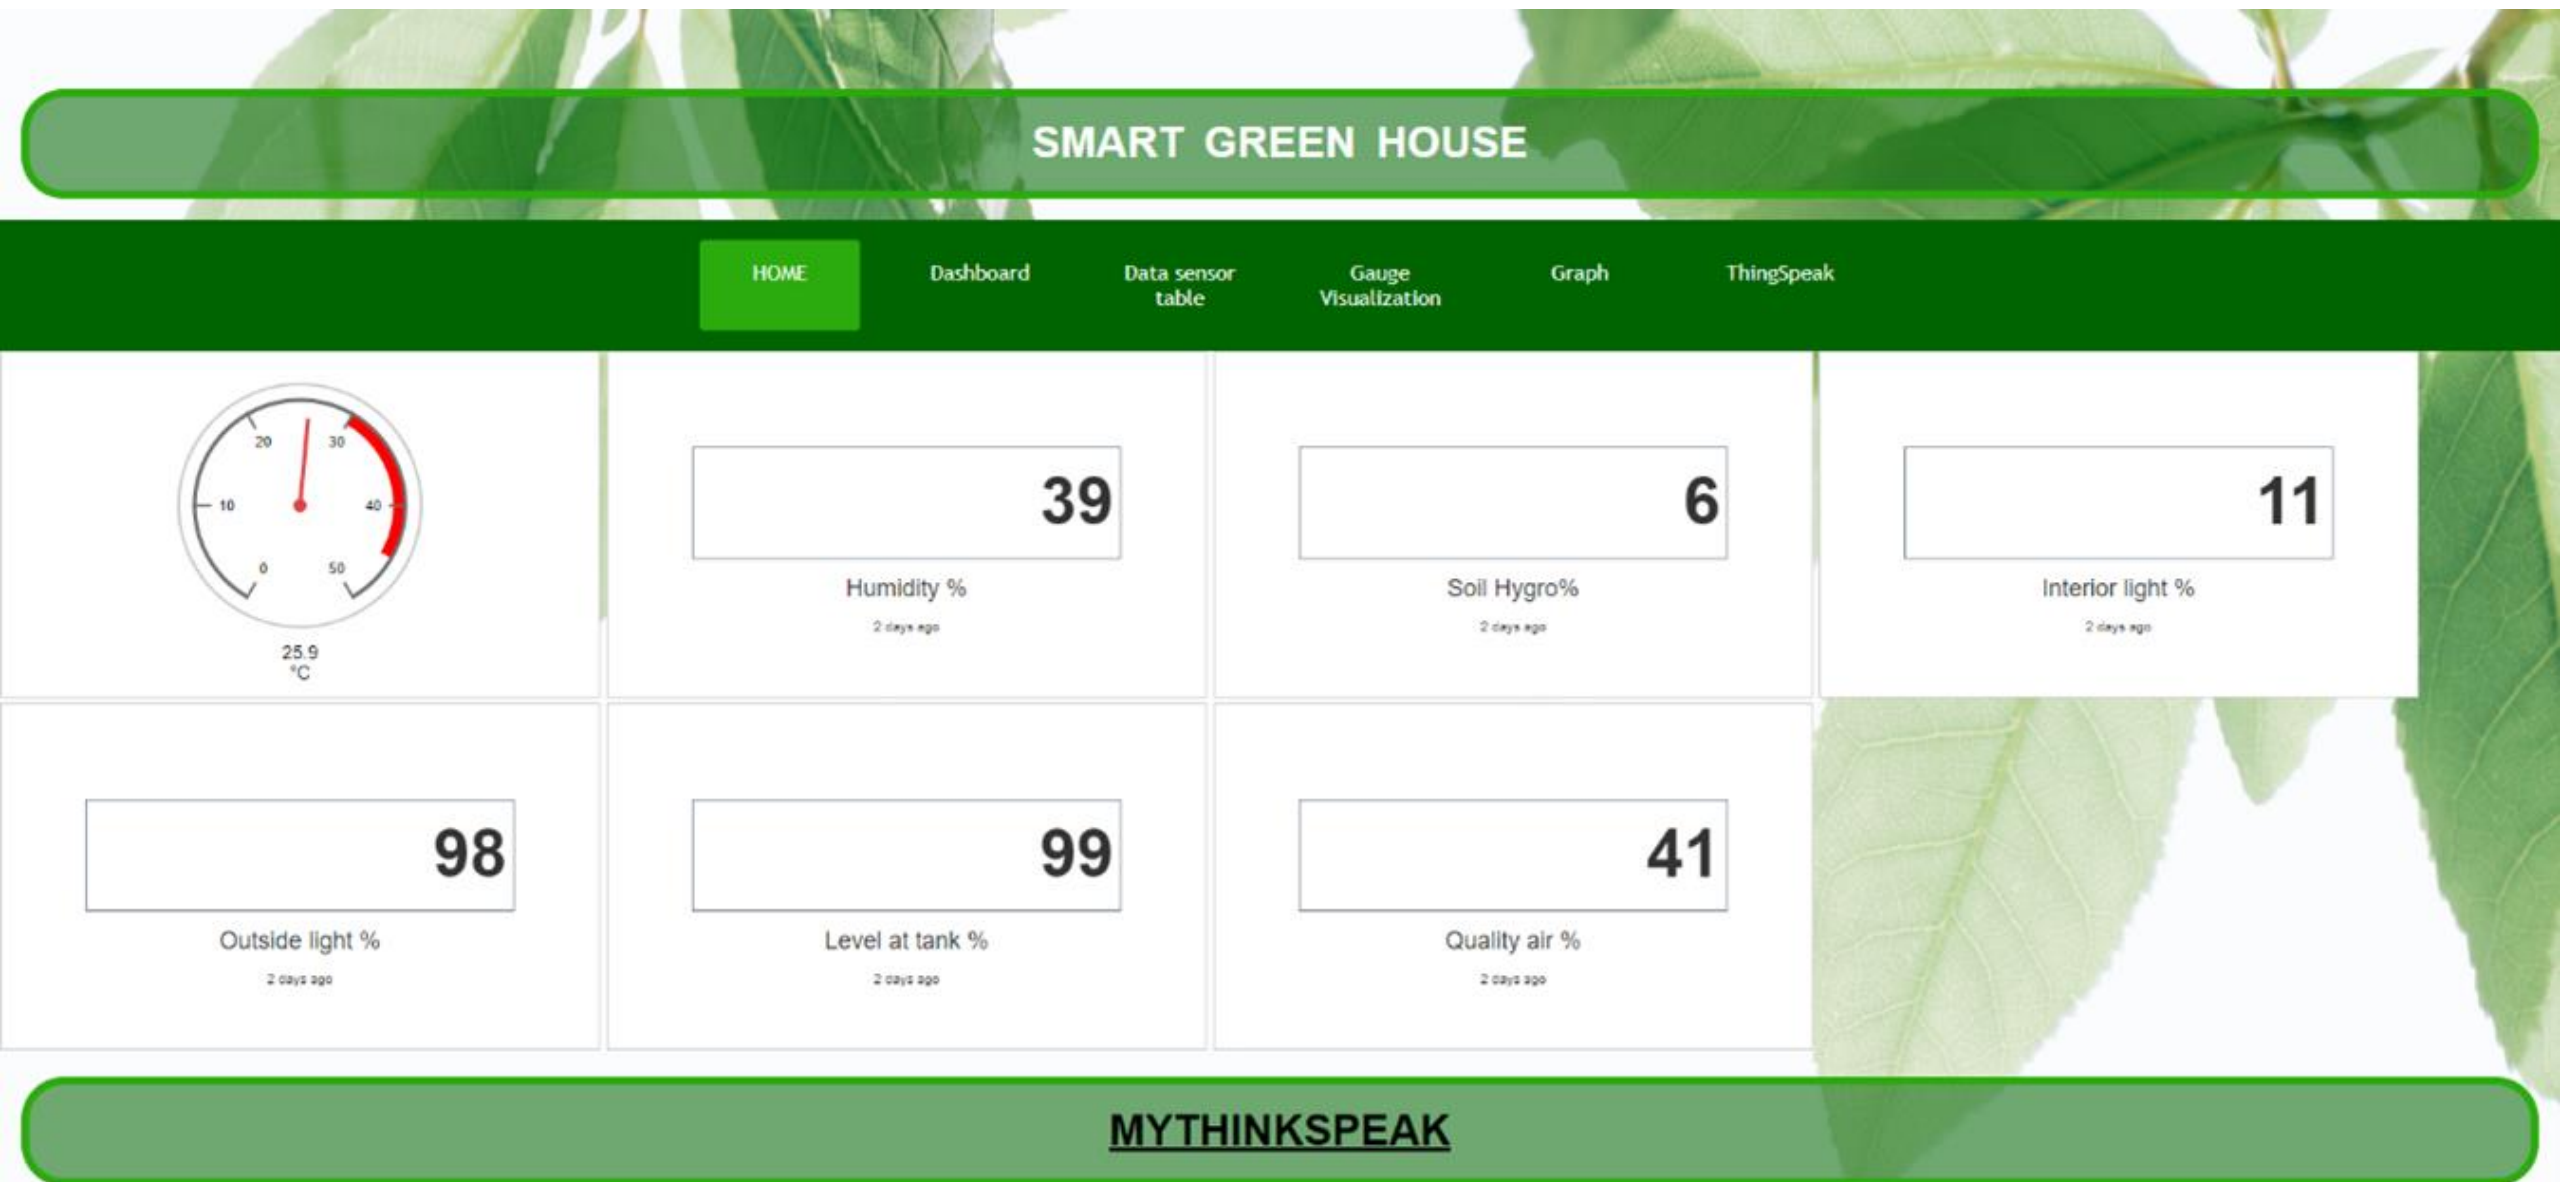 SMART GREEN HOUSE
HOME
Dashboard
Data sensor
table
Gauge
Visualization
Graph
ThingSpeak
20
30
10
40
0
50
25.9
°C
39
Humidity %
2 days ago
6
Soil Hygro%
2 days ago
11
Interior light %
2 days ago
98
Outside light %
2 days ago
99
Level at tank %
2 days ago
41
Quality air %
2 days ago
MYTHINKSPEAK